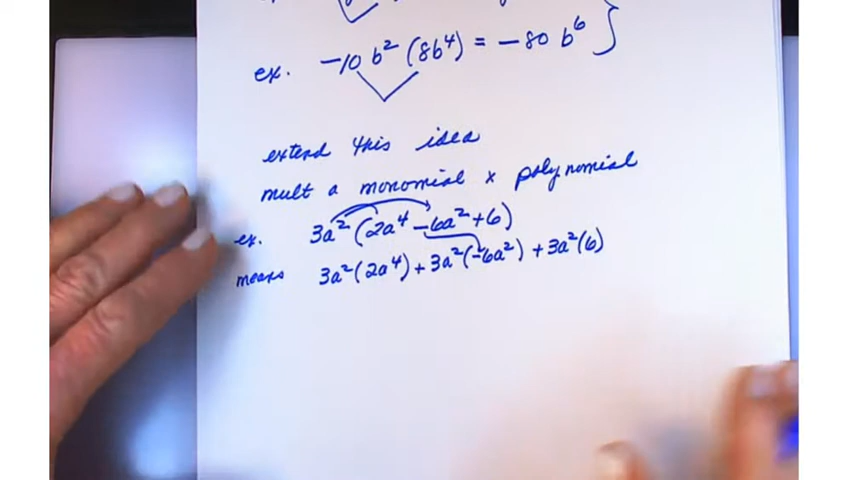 ex. -10 b² (8b⁴) = -80 b⁶ }
extend this idea
mult a monomial x polynomial
ex. 3a² (2a⁴ - 6a² + 6)
means 3a² (2a⁴) + 3a² (-6a²) + 3a² (6)